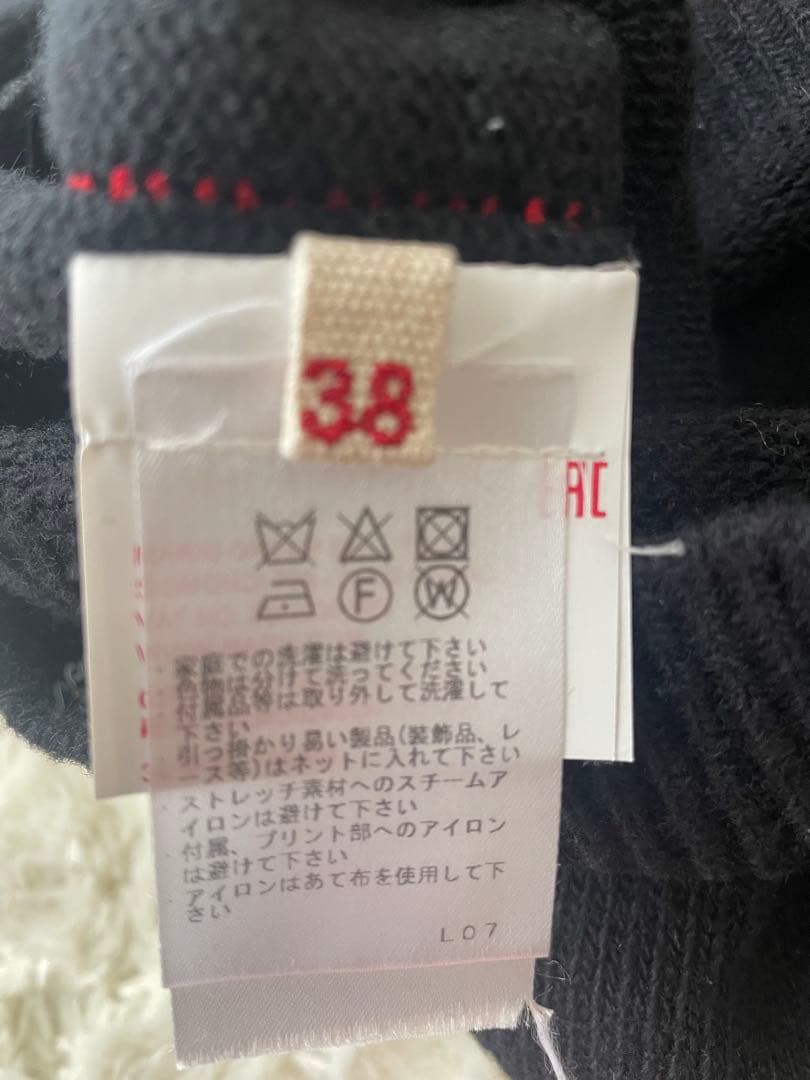 38
EAC
F
W
家庭での洗濯は避けて下さい
色物は分けて洗ってください
付属品等は取り外して洗濯して
下さい
引っ掛かり易い製品(装飾品、レ
ース等)はネットに入れて下さい
ストレッチ素材へのスチームア
イロンは避けて下さい
付属、プリント部へのアイロン
は避けて下さい
アイロンはあて布を使用して下
さい
L07